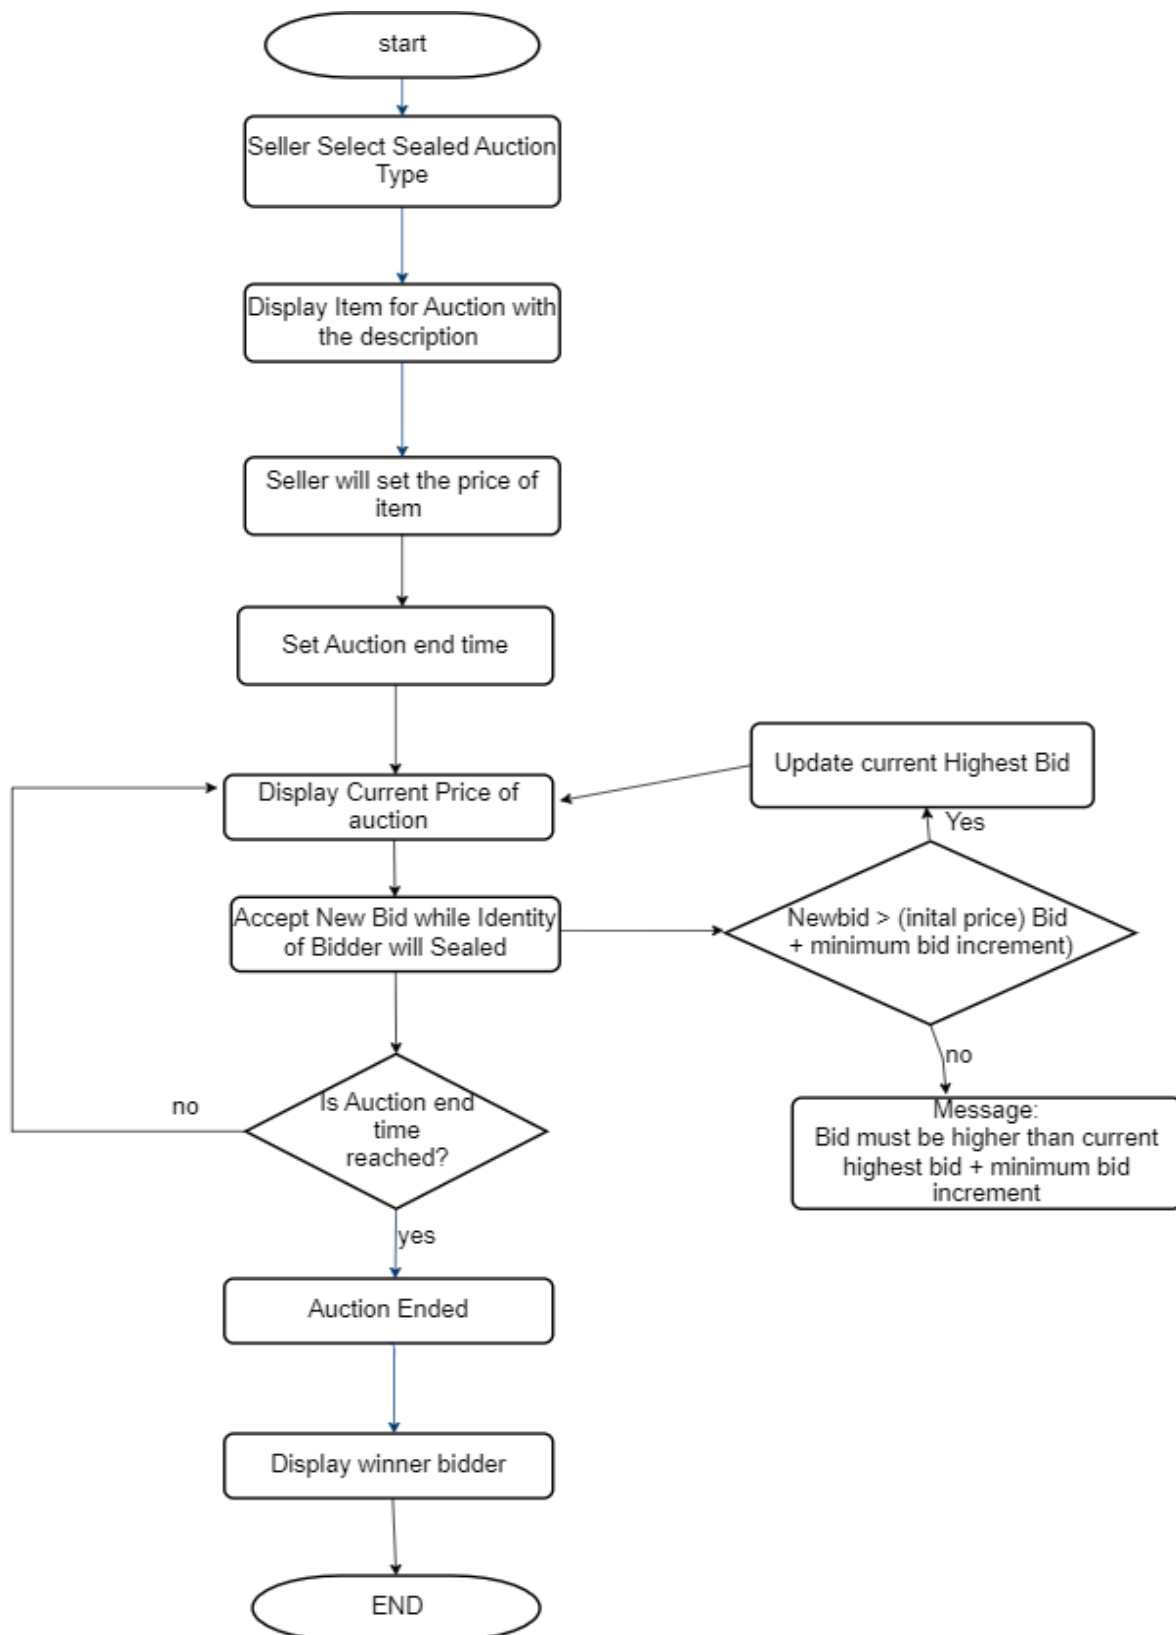 start
Seller Select Sealed Auction
Type
Display Item for Auction with
the description
Seller will set the price of
item
Set Auction end time
Display Current Price of
auction
Update current Highest Bid
Yes
Accept New Bid while Identity
of Bidder will Sealed
Newbid > (inital price) Bid
+ minimum bid increment)
no
Message:
Bid must be higher than current
highest bid + minimum bid
increment
Is Auction end
time
reached?
no
yes
Auction Ended
Display winner bidder
END